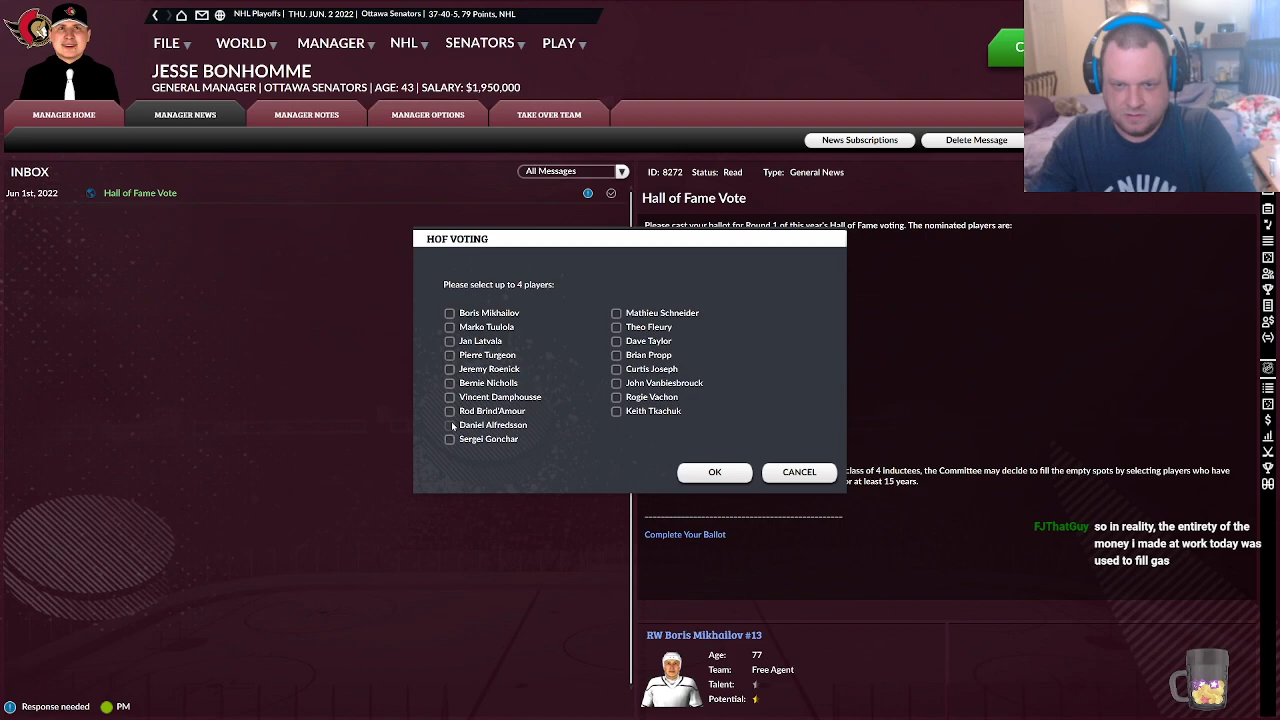 NHL Playoffs | THU. JUN. 2 2022 | Ottawa Senators | 37-40-5, 79 Points, NHL
FILE WORLD MANAGER NHL SENATORS PLAY
JESSE BONHOMME
GENERAL MANAGER | OTTAWA SENATORS | AGE: 43 | SALARY: $1,950,000
MANAGER HOME MANAGER NEWS MANAGER NOTES MANAGER OPTIONS TAKE OVER TEAM
News Subscriptions Delete Message
INBOX All Messages
Jun 1st, 2022 Hall of Fame Vote
ID: 8272 Status: Read Type: General News
Hall of Fame Vote
Please cast your ballot for Round 1 of this year's Hall of Fame voting. The nominated players are:
HOF VOTING
Please select up to 4 players:
Boris Mikhailov
Marko Tuulola
Jan Latvala
Pierre Turgeon
Jeremy Roenick
Bernie Nicholls
Vincent Damphousse
Rod Brind'Amour
Daniel Alfredsson
Sergei Gonchar
Mathieu Schneider
Theo Fleury
Dave Taylor
Brian Propp
Curtis Joseph
John Vanbiesbrouck
Rogie Vachon
Keith Tkachuk
OK CANCEL
class of 4 inductees, the Committee may decide to fill the empty spots by selecting players who have
or at least 15 years.
Complete Your Ballot
FJThatGuy so in reality, the entirety of the
money i made at work today was
used to fill gas
RW Boris Mikhailov #13
Age: 77
Team: Free Agent
Talent:
Potential:
Response needed PM